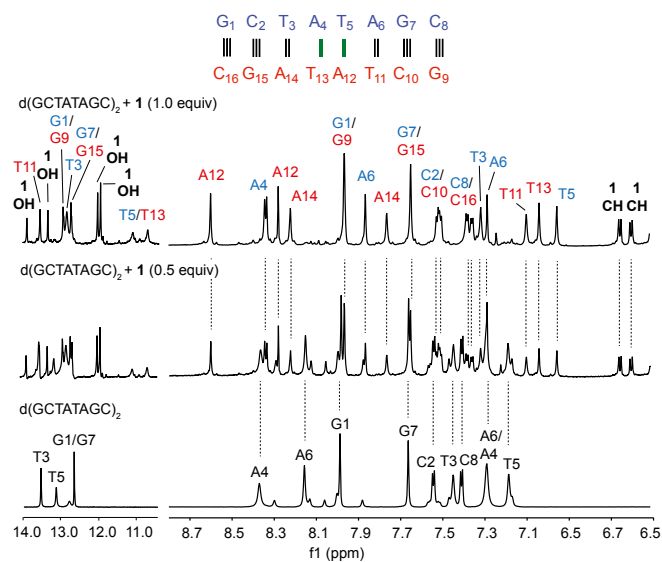 G1 C2 T3 A4 T5 A6 G7 C8
C16 G15 A14 T13 A12 T11 C10 G9
d(GCTATAGC)2 + 1 (1.0 equiv)
1 OH T11 1 OH G1/G9 T3 G7/G15 1 OH 1 OH T5/T13
A12 A4 A12 A14 G1/G9 A6 A14 G7/G15 C2/C10 C8/C16 T3 A6 T11 T13 T5 1 CH 1 CH
d(GCTATAGC)2 + 1 (0.5 equiv)
d(GCTATAGC)2
T3 T5 G1/G7
A4 A6 G1 G7 C2 T3 C8 A6/A4 T5
14.0 13.0 12.0 11.0 8.7 8.5 8.3 8.1 7.9 7.7 7.5 7.3 7.1 6.9 6.7 6.5
f1 (ppm)